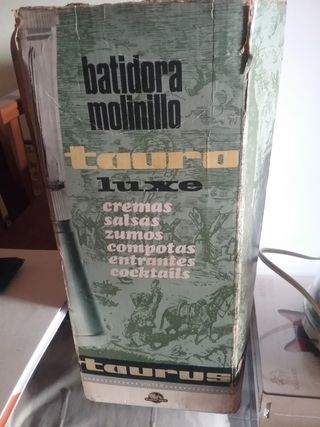 batidora
molinillo
tauro
luxe
cremas
salsas
zumos
compotas
entrantes
cocktails
taurus